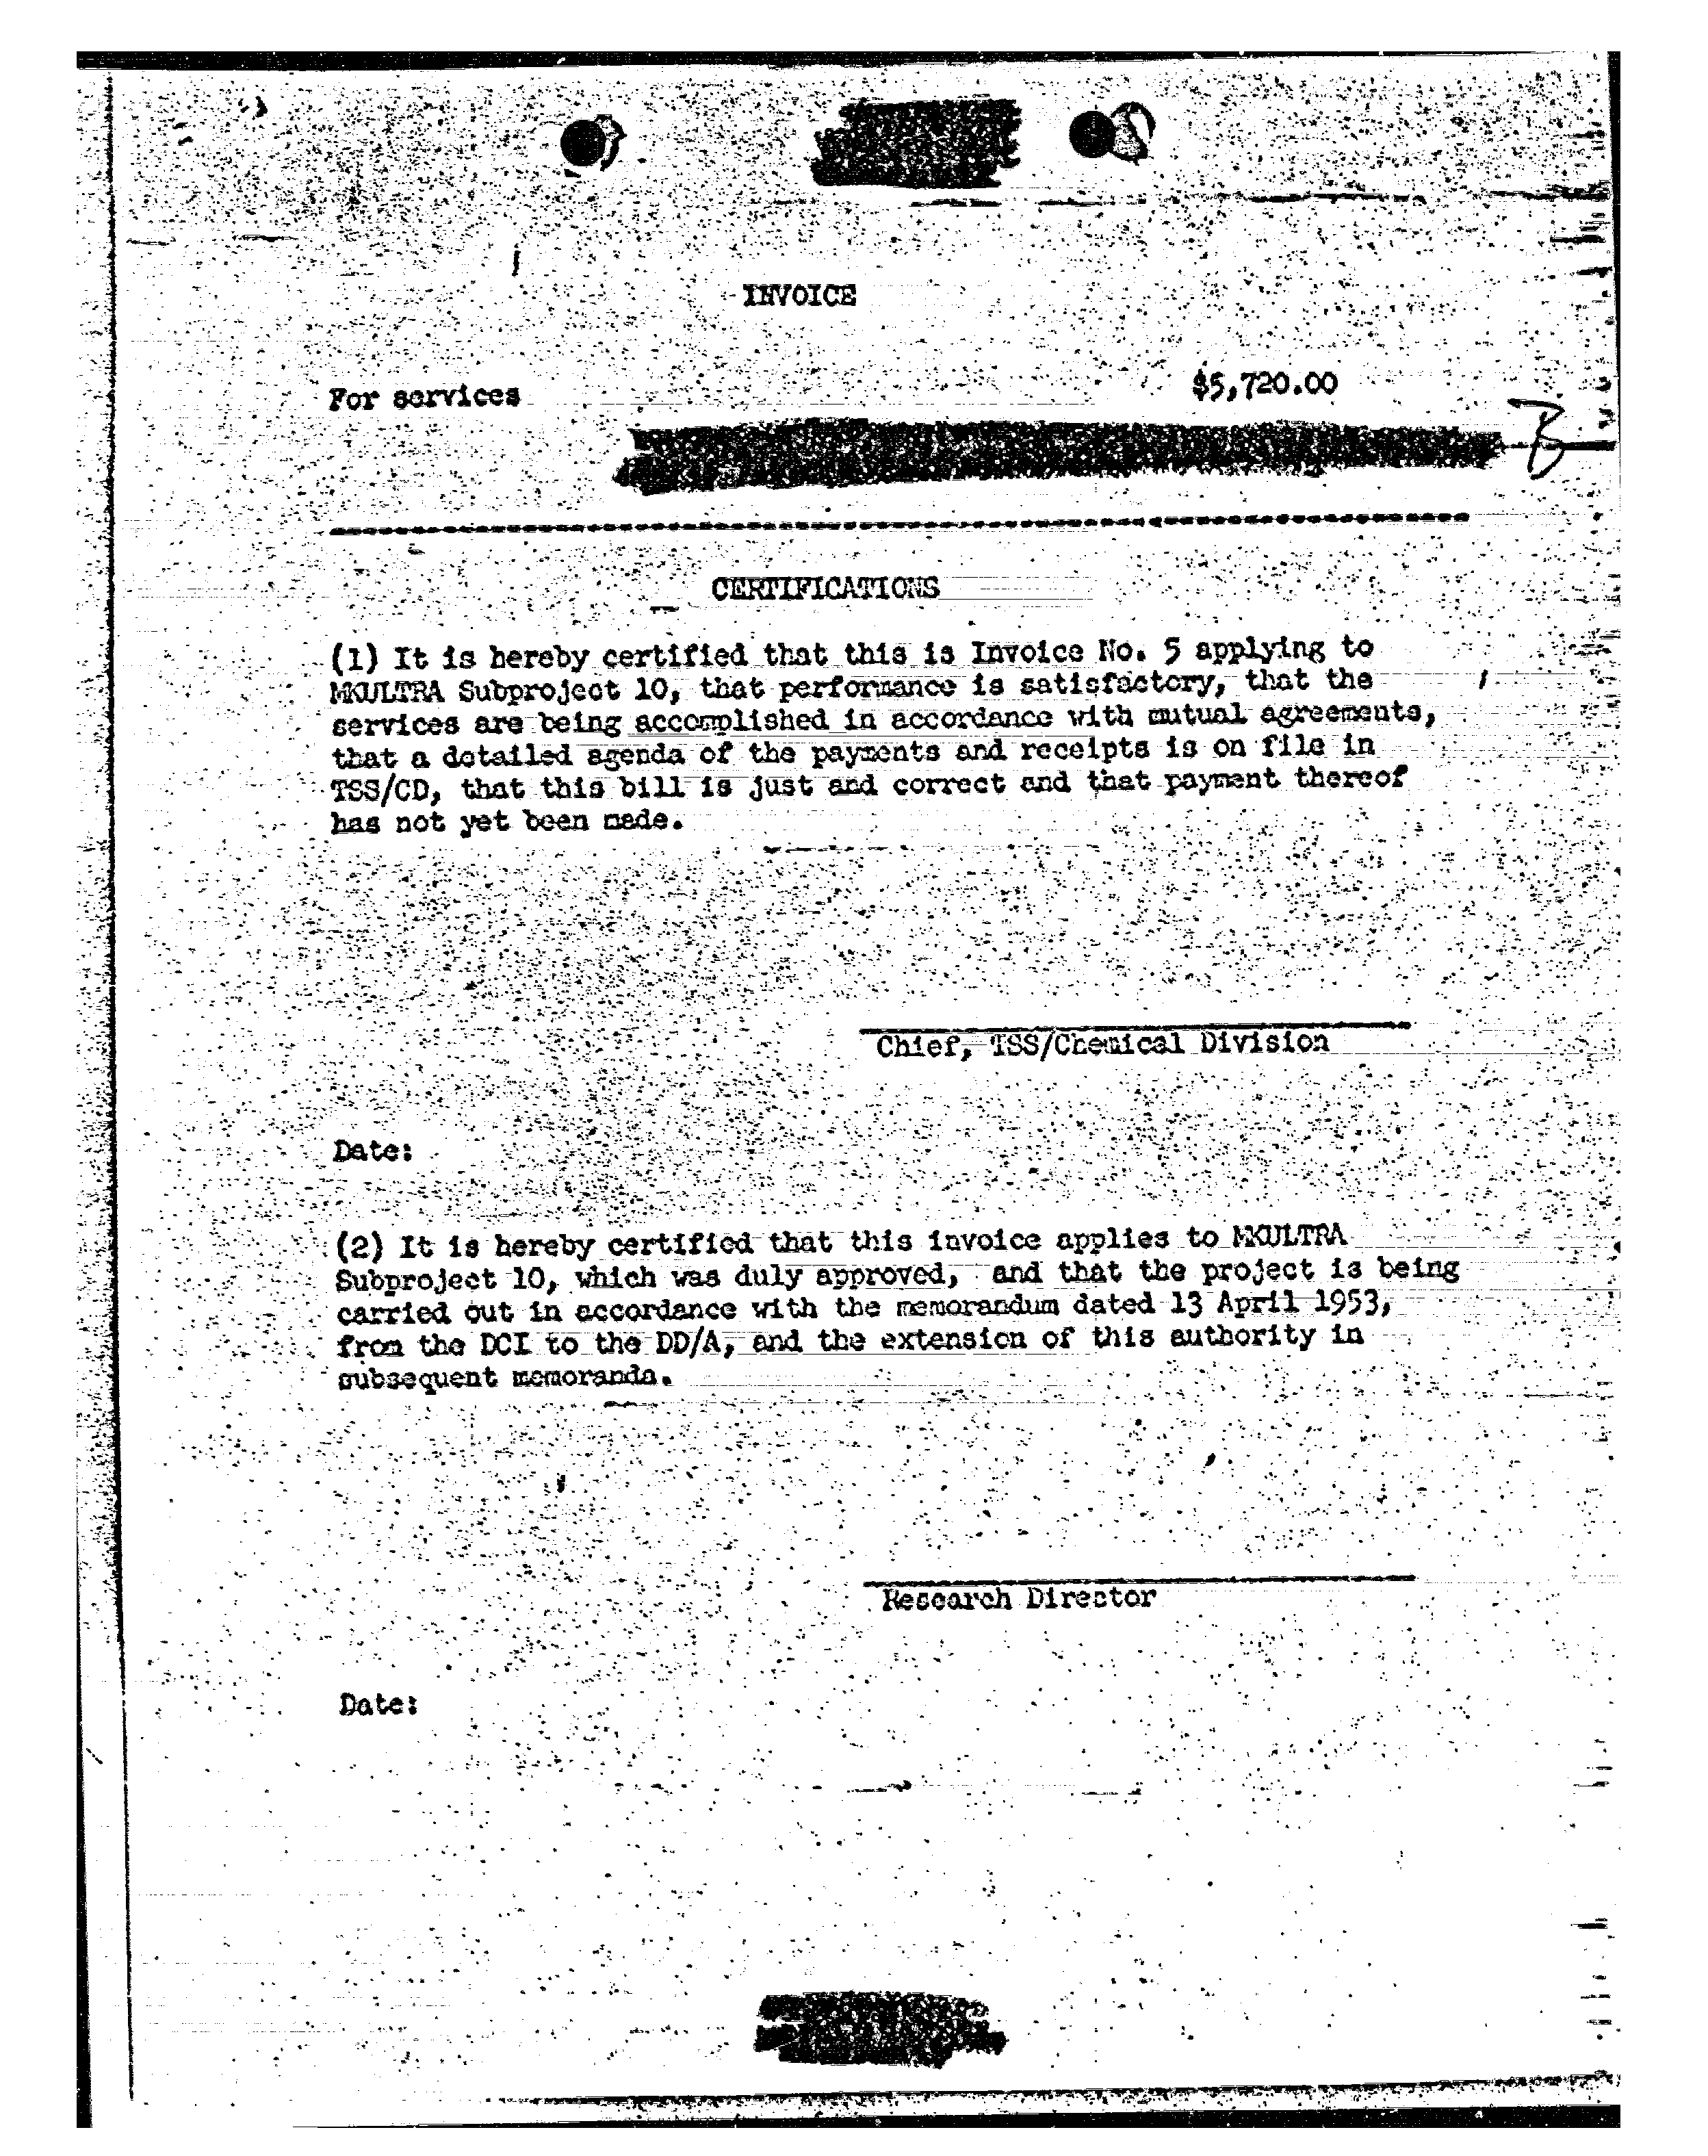 INVOICE
For services $5,720.00
B
CERTIFICATIONS
(1) It is hereby certified that this is Invoice No. 5 applying to
MKULTRA Subproject 10, that performance is satisfactory, that the
services are being accomplished in accordance with mutual agreements,
that a detailed agenda of the payments and receipts is on file in
TSS/CD, that this bill is just and correct and that payment thereof
has not yet been made.
Chief, TSS/Chemical Division
Date:
(2) It is hereby certified that this invoice applies to MKULTRA
Subproject 10, which was duly approved, and that the project is being
carried out in accordance with the memorandum dated 13 April 1953,
from the DCI to the DD/A, and the extension of this authority in
subsequent memoranda.
Research Director
Date: